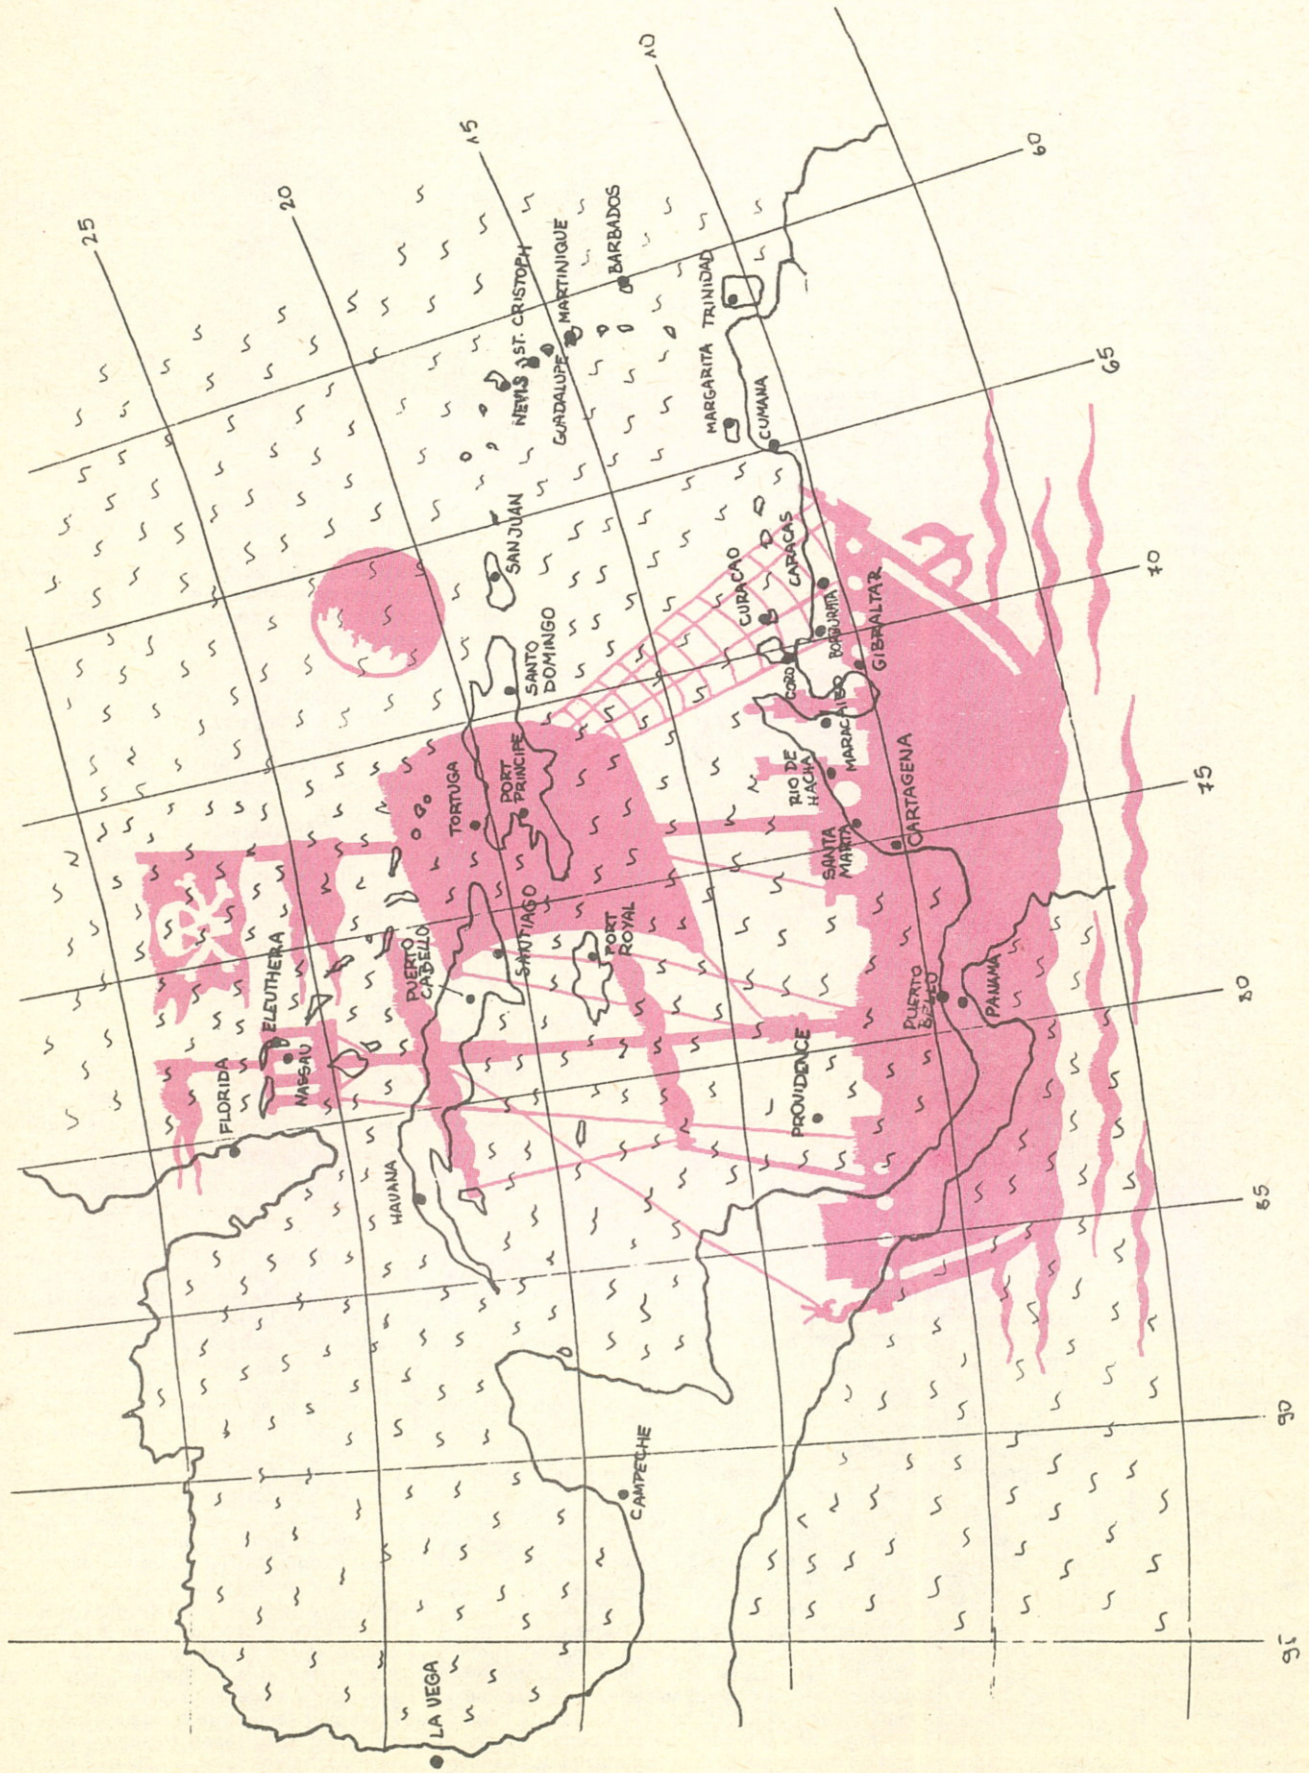 25
20
15
10
60
65
70
75
80
85
90
95
FLORIDA
ELEUTHERA
NASSAU
HAVANA
PUERTO
CABELLO
SANTIAGO
PORT
ROYAL
TORTUGA
PORT
PRINCIPE
SANTO
DOMINGO
SAN JUAN
NEVIS
ST. CRISTOPH
GUADALUPE
MARTINIQUE
BARBADOS
TRINIDAD
MARGARITA
CUMANA
CARACAS
CURACAO
BORBURATA
CORO
GIBRALTAR
MARACAIBO
RIO DE
HACHA
SANTA
MARTA
CARTAGENA
PUERTO
BELLO
PANAMA
PROVIDENCE
CAMPECHE
LA VEGA